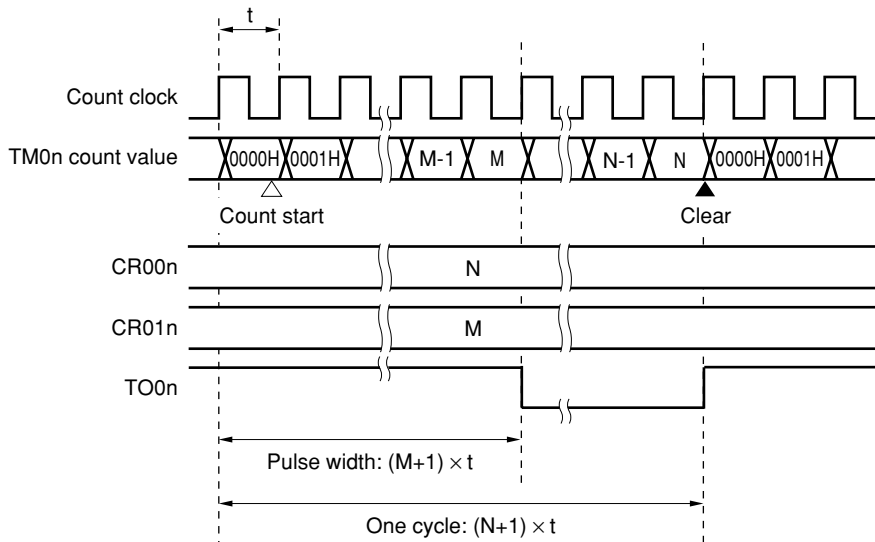 t
Count clock
TM0n count value 0000H 0001H M-1 M N-1 N 0000H 0001H
Count start Clear
CR00n N
CR01n M
TO0n
Pulse width: (M+1) × t
One cycle: (N+1) × t